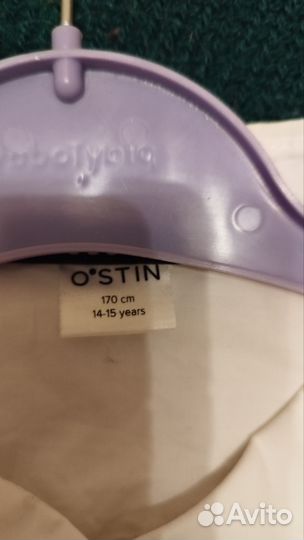 O'STIN
170 cm
14-15 years
Avito